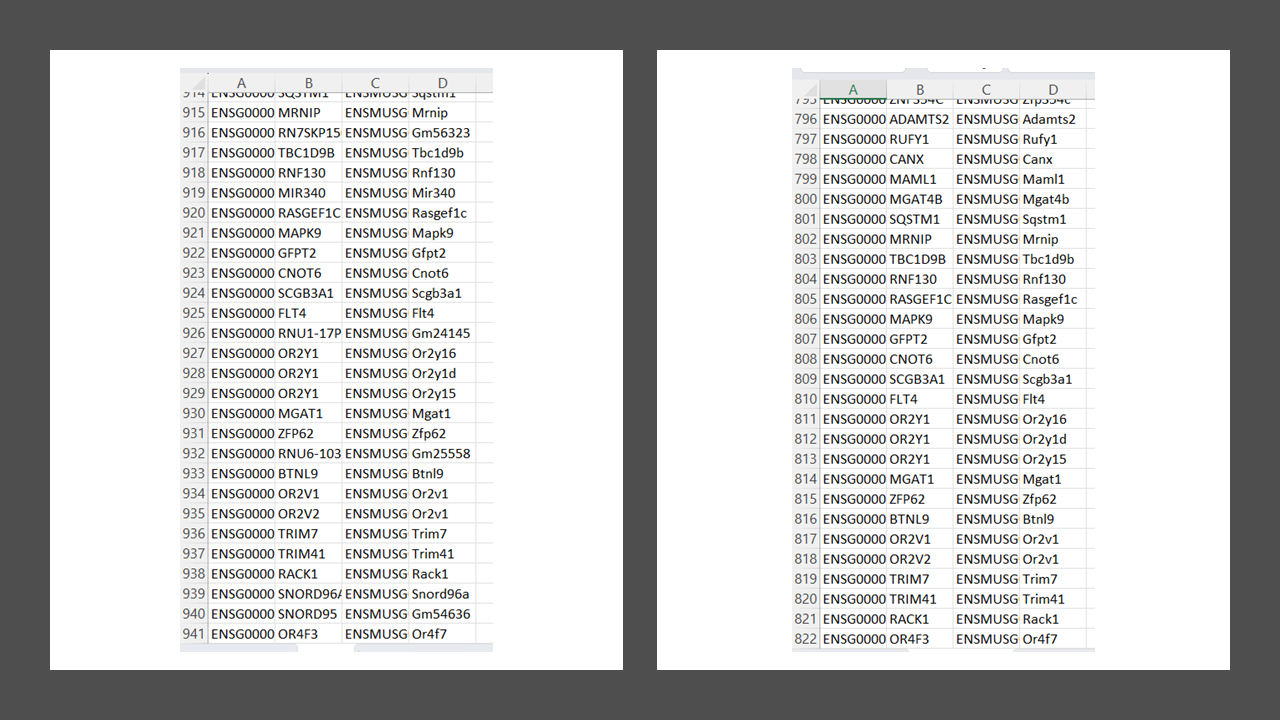 A B C D
915 ENSG0000 MRNIP ENSMUSG Mrnip
916 ENSG0000 RN7SKP15 ENSMUSG Gm56323
917 ENSG0000 TBC1D9B ENSMUSG Tbc1d9b
918 ENSG0000 RNF130 ENSMUSG Rnf130
919 ENSG0000 MIR340 ENSMUSG Mir340
920 ENSG0000 RASGEF1C ENSMUSG Rasgef1c
921 ENSG0000 MAPK9 ENSMUSG Mapk9
922 ENSG0000 GFPT2 ENSMUSG Gfpt2
923 ENSG0000 CNOT6 ENSMUSG Cnot6
924 ENSG0000 SCGB3A1 ENSMUSG Scgb3a1
925 ENSG0000 FLT4 ENSMUSG Flt4
926 ENSG0000 RNU1-17P ENSMUSG Gm24145
927 ENSG0000 OR2Y1 ENSMUSG Or2y16
928 ENSG0000 OR2Y1 ENSMUSG Or2y1d
929 ENSG0000 OR2Y1 ENSMUSG Or2y15
930 ENSG0000 MGAT1 ENSMUSG Mgat1
931 ENSG0000 ZFP62 ENSMUSG Zfp62
932 ENSG0000 RNU6-103 ENSMUSG Gm25558
933 ENSG0000 BTNL9 ENSMUSG Btnl9
934 ENSG0000 OR2V1 ENSMUSG Or2v1
935 ENSG0000 OR2V2 ENSMUSG Or2v1
936 ENSG0000 TRIM7 ENSMUSG Trim7
937 ENSG0000 TRIM41 ENSMUSG Trim41
938 ENSG0000 RACK1 ENSMUSG Rack1
939 ENSG0000 SNORD96A ENSMUSG Snord96a
940 ENSG0000 SNORD95 ENSMUSG Gm54636
941 ENSG0000 OR4F3 ENSMUSG Or4f7
A B C D
796 ENSG0000 ADAMTS2 ENSMUSG Adamts2
797 ENSG0000 RUFY1 ENSMUSG Rufy1
798 ENSG0000 CANX ENSMUSG Canx
799 ENSG0000 MAML1 ENSMUSG Maml1
800 ENSG0000 MGAT4B ENSMUSG Mgat4b
801 ENSG0000 SQSTM1 ENSMUSG Sqstm1
802 ENSG0000 MRNIP ENSMUSG Mrnip
803 ENSG0000 TBC1D9B ENSMUSG Tbc1d9b
804 ENSG0000 RNF130 ENSMUSG Rnf130
805 ENSG0000 RASGEF1C ENSMUSG Rasgef1c
806 ENSG0000 MAPK9 ENSMUSG Mapk9
807 ENSG0000 GFPT2 ENSMUSG Gfpt2
808 ENSG0000 CNOT6 ENSMUSG Cnot6
809 ENSG0000 SCGB3A1 ENSMUSG Scgb3a1
810 ENSG0000 FLT4 ENSMUSG Flt4
811 ENSG0000 OR2Y1 ENSMUSG Or2y16
812 ENSG0000 OR2Y1 ENSMUSG Or2y1d
813 ENSG0000 OR2Y1 ENSMUSG Or2y15
814 ENSG0000 MGAT1 ENSMUSG Mgat1
815 ENSG0000 ZFP62 ENSMUSG Zfp62
816 ENSG0000 BTNL9 ENSMUSG Btnl9
817 ENSG0000 OR2V1 ENSMUSG Or2v1
818 ENSG0000 OR2V2 ENSMUSG Or2v1
819 ENSG0000 TRIM7 ENSMUSG Trim7
820 ENSG0000 TRIM41 ENSMUSG Trim41
821 ENSG0000 RACK1 ENSMUSG Rack1
822 ENSG0000 OR4F3 ENSMUSG Or4f7